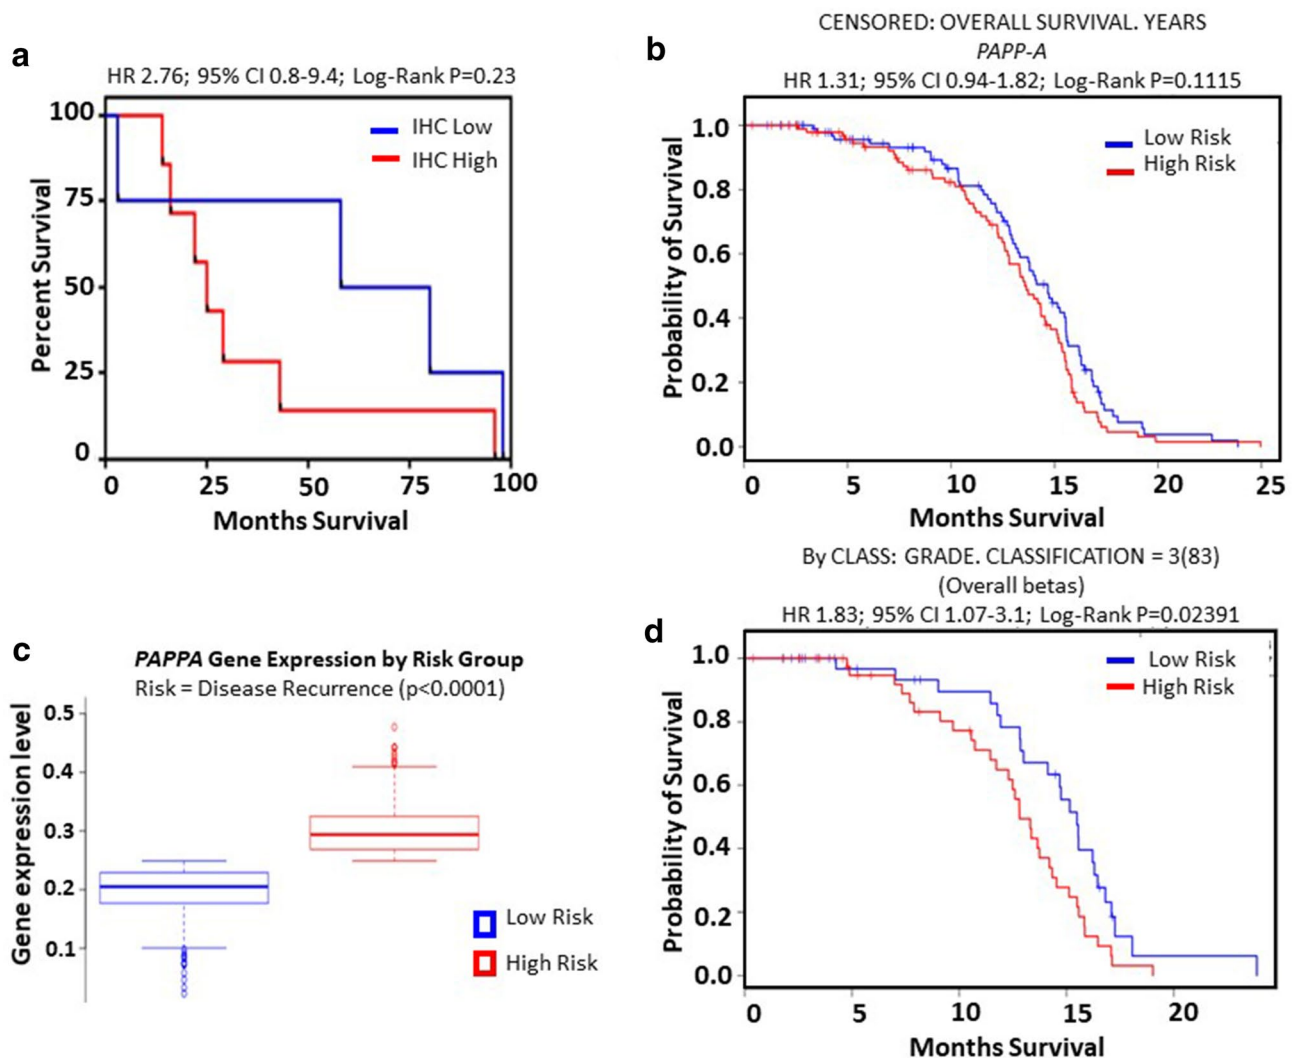 a
HR 2.76; 95% CI 0.8-9.4; Log-Rank P=0.23
100
75
50
25
0
Percent Survival
IHC Low
IHC High
0 25 50 75 100
Months Survival
b
CENSORED: OVERALL SURVIVAL. YEARS
PAPP-A
HR 1.31; 95% CI 0.94-1.82; Log-Rank P=0.1115
1.0
0.8
0.6
0.4
0.2
0.0
Probability of Survival
Low Risk
High Risk
0 5 10 15 20 25
Months Survival
c
PAPPA Gene Expression by Risk Group
Risk = Disease Recurrence (p<0.0001)
0.5
0.4
0.3
0.2
0.1
Gene expression level
Low Risk
High Risk
d
By CLASS: GRADE. CLASSIFICATION = 3(83)
(Overall betas)
HR 1.83; 95% CI 1.07-3.1; Log-Rank P=0.02391
1.0
0.8
0.6
0.4
0.2
0.0
Probability of Survival
Low Risk
High Risk
0 5 10 15 20
Months Survival